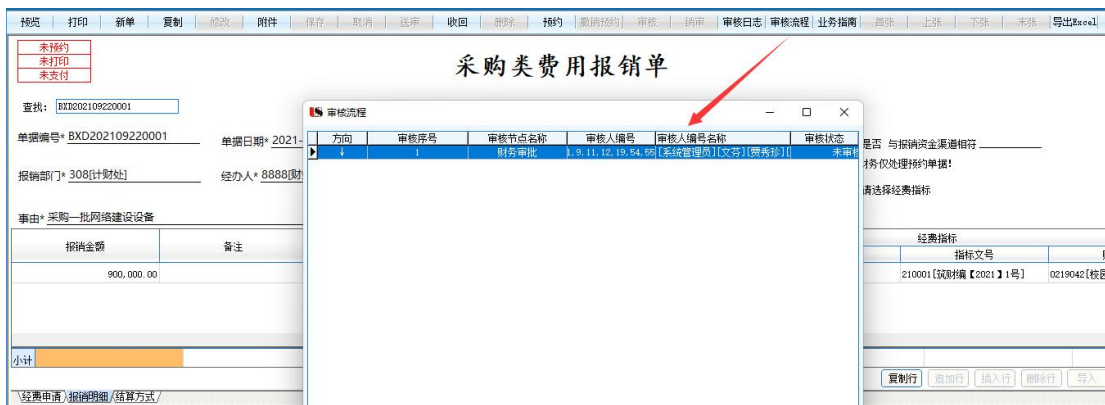 预览 打印 新单 复制 修改 附件 保存 取消 送审 收回 删除 预约 撤销预约 审核 销审 审核日志 审核流程 业务指南 首张 上张 下张 末张 导出Excel
未预约
未打印
未支付
采购类费用报销单
查找: BXD202109220001
审核流程
单据编号* BXD202109220001 单据日期* 2021-
方向 审核序号 审核节点名称 审核人编号 审核人编号名称 审核状态
↓ 1 财务审批 1,9,11,12,19,54,55 [系统管理员][文芬][贾秀珍][ 未审核
是否 与报销资金渠道相符
财务仅处理预约单据!
报销部门* 308[计财处] 经办人* 8888[财
请选择经费指标
事由* 采购一批网络建设设备
报销金额 备注 经费指标
指标文号
900,000.00 210001[筑财编【2021】1号] 0219042[校园
小计
复制行 追加行 插入行 删除行 导入
经费申请 报销明细 结算方式